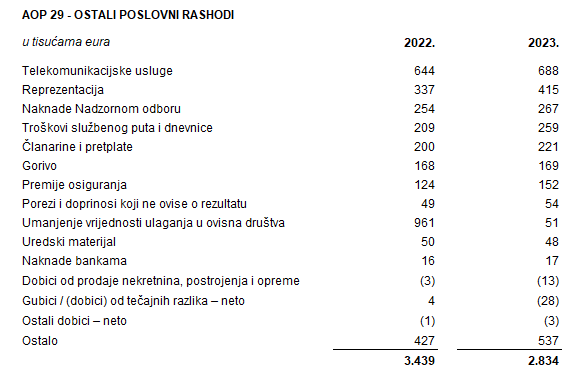 AOP 29 - OSTALI POSLOVNI RASHODI
u tisućama eura 2022. 2023.
Telekomunikacijske usluge 644 688
Reprezentacija 337 415
Naknade Nadzornom odboru 254 267
Troškovi službenog puta i dnevnice 209 259
Članarine i pretplate 200 221
Gorivo 168 169
Premije osiguranja 124 152
Porezi i doprinosi koji ne ovise o rezultatu 49 54
Umanjenje vrijednosti ulaganja u ovisna društva 961 51
Uredski materijal 50 48
Naknade bankama 16 17
Dobici od prodaje nekretnina, postrojenja i opreme (3) (13)
Gubici / (dobici) od tečajnih razlika – neto 4 (28)
Ostali dobici – neto (1) (3)
Ostalo 427 537
3.439 2.834